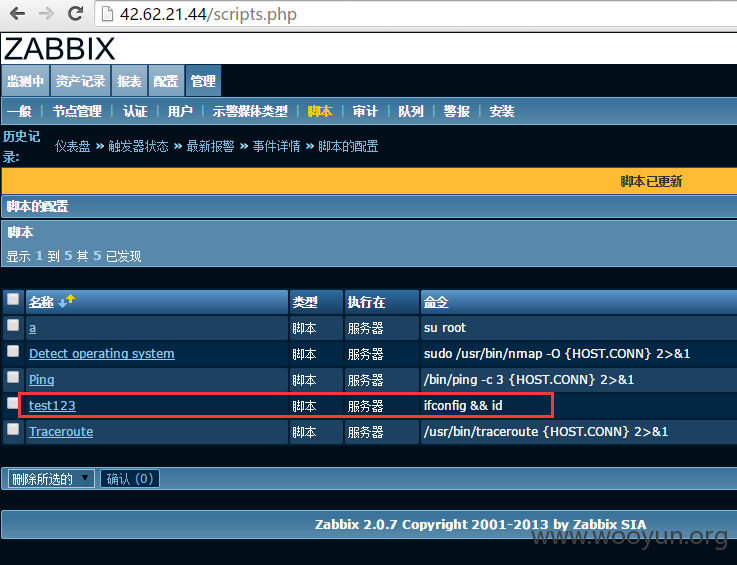 42.62.21.44/scripts.php
ZABBIX
监测中 资产记录 报表 配置 管理
一般 | 节点管理 | 认证 | 用户 | 示警媒体类型 | 脚本 | 审计 | 队列 | 警报 | 安装
历史记录: 仪表盘 » 触发器状态 » 最新报警 » 事件详情 » 脚本的配置
脚本已更新
脚本的配置
脚本
显示 1 到 5 其 5 已发现
名称 类型 执行在 命令
a 脚本 服务器 su root
Detect operating system 脚本 服务器 sudo /usr/bin/nmap -O {HOST.CONN} 2>&1
Ping 脚本 服务器 /bin/ping -c 3 {HOST.CONN} 2>&1
test123 脚本 服务器 ifconfig && id
Traceroute 脚本 服务器 /usr/bin/traceroute {HOST.CONN} 2>&1
删除所选的 确认 (0)
Zabbix 2.0.7 Copyright 2001-2013 by Zabbix SIA
www.wooyun.org